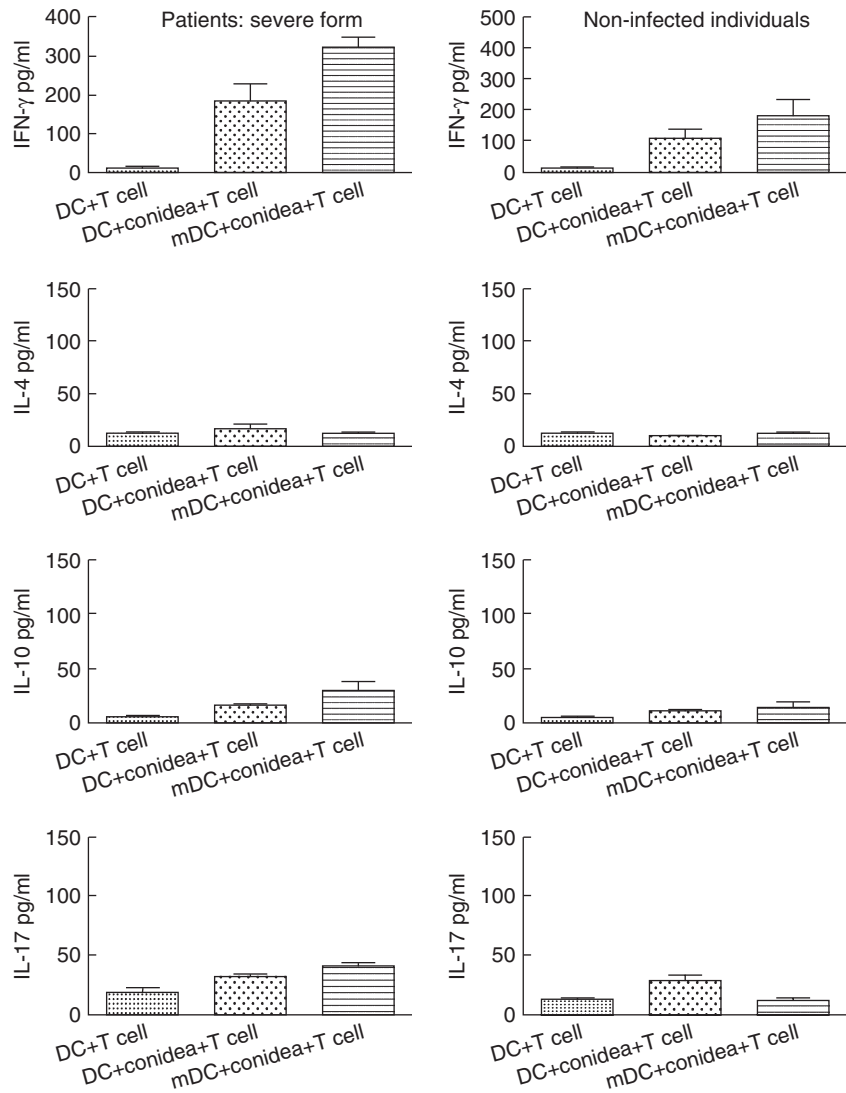 Patients: severe form
IFN-γ pg/ml
400
300
200
100
0
DC+T cell
DC+conidea+T cell
mDC+conidea+T cell
Non-infected individuals
IFN-γ pg/ml
500
400
300
200
100
0
DC+T cell
DC+conidea+T cell
mDC+conidea+T cell
IL-4 pg/ml
150
100
50
0
DC+T cell
DC+conidea+T cell
mDC+conidea+T cell
IL-4 pg/ml
150
100
50
0
DC+T cell
DC+conidea+T cell
mDC+conidea+T cell
IL-10 pg/ml
150
100
50
0
DC+T cell
DC+conidea+T cell
mDC+conidea+T cell
IL-10 pg/ml
150
100
50
0
DC+T cell
DC+conidea+T cell
mDC+conidea+T cell
IL-17 pg/ml
150
100
50
0
DC+T cell
DC+conidea+T cell
mDC+conidea+T cell
IL-17 pg/ml
150
100
50
0
DC+T cell
DC+conidea+T cell
mDC+conidea+T cell